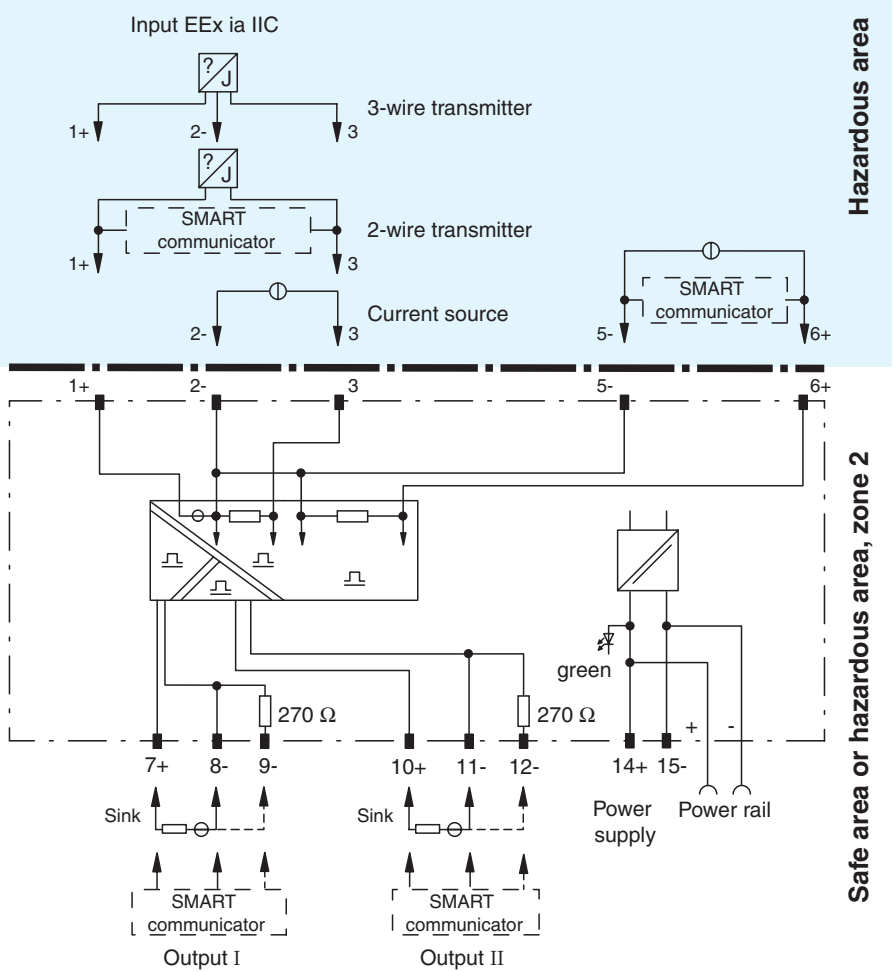 Input EEx ia IIC
Hazardous area
?
J
3-wire transmitter
1+
2-
3
?
J
SMART
communicator
2-wire transmitter
1+
3
SMART
communicator
Current source
2-
3
5-
6+
1+
2-
3
5-
6+
Safe area or hazardous area, zone 2
green
270 Ω
270 Ω
+
-
7+
8-
9-
10+
11-
12-
14+
15-
Sink
Sink
Power
supply
Power rail
SMART
communicator
SMART
communicator
Output I
Output II